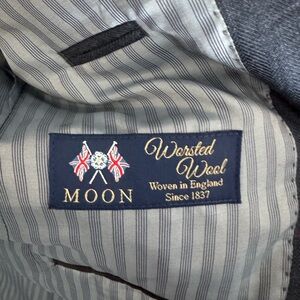 MOON
Worsted
Wool
Woven in England
Since 1837